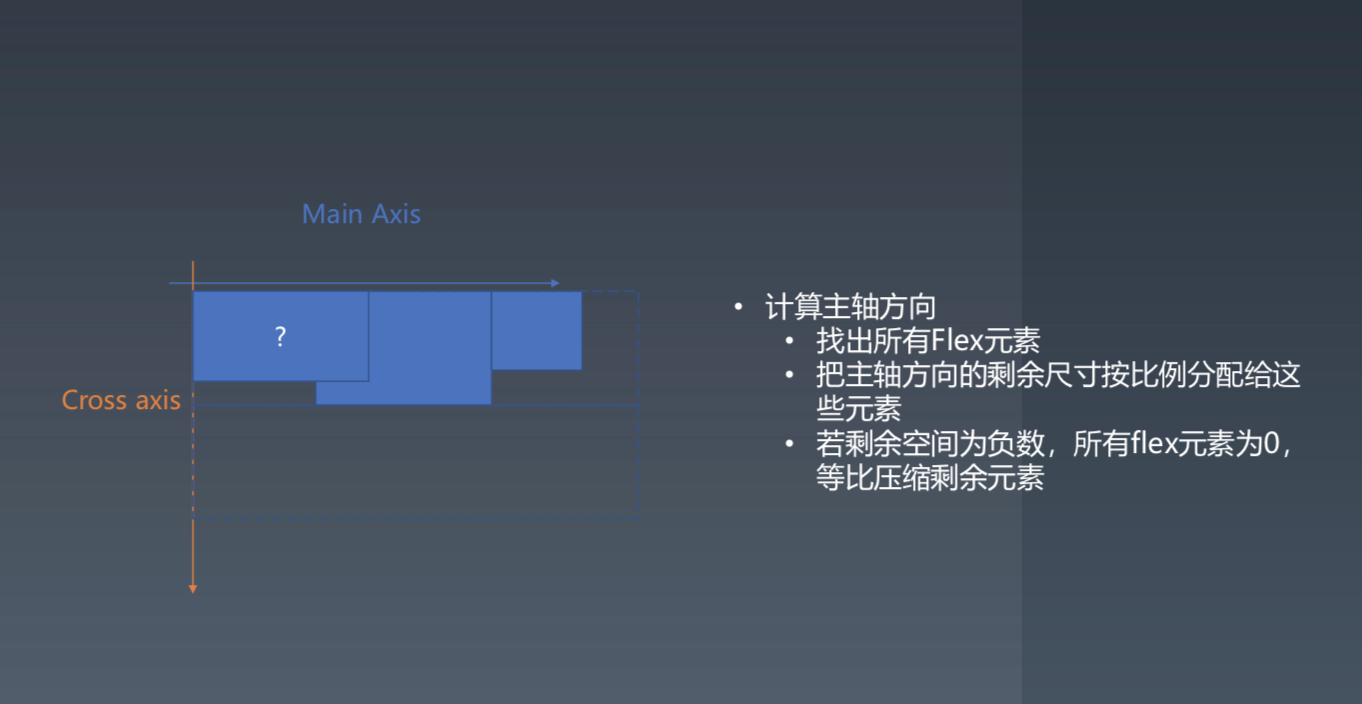 Main Axis
?
Cross axis
• 计算主轴方向
• 找出所有Flex元素
• 把主轴方向的剩余尺寸按比例分配给这
些元素
• 若剩余空间为负数，所有flex元素为0，
等比压缩剩余元素